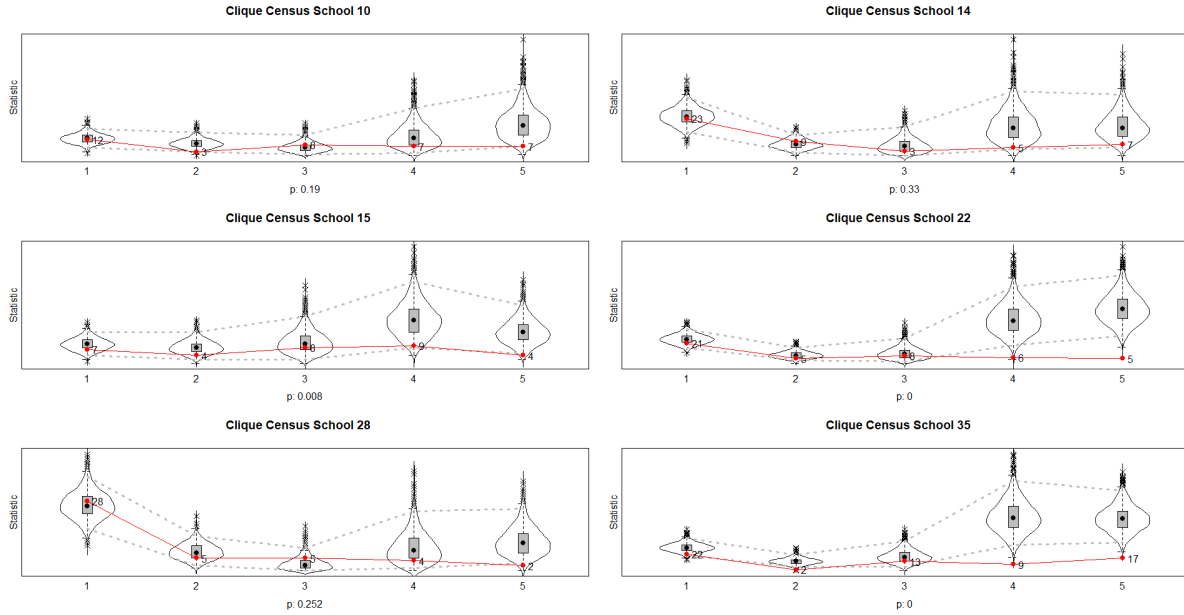 Clique Census School 10
Statistic
12 3 6 7 7
1 2 3 4 5
p: 0.19
Clique Census School 14
Statistic
23 3 5 7
1 2 3 4 5
p: 0.33
Clique Census School 15
Statistic
7 4 6 9 4
1 2 3 4 5
p: 0.008
Clique Census School 22
Statistic
21 5 6 6 5
1 2 3 4 5
p: 0
Clique Census School 28
Statistic
28 5 5 4 2
1 2 3 4 5
p: 0.252
Clique Census School 35
Statistic
22 2 13 9 17
1 2 3 4 5
p: 0